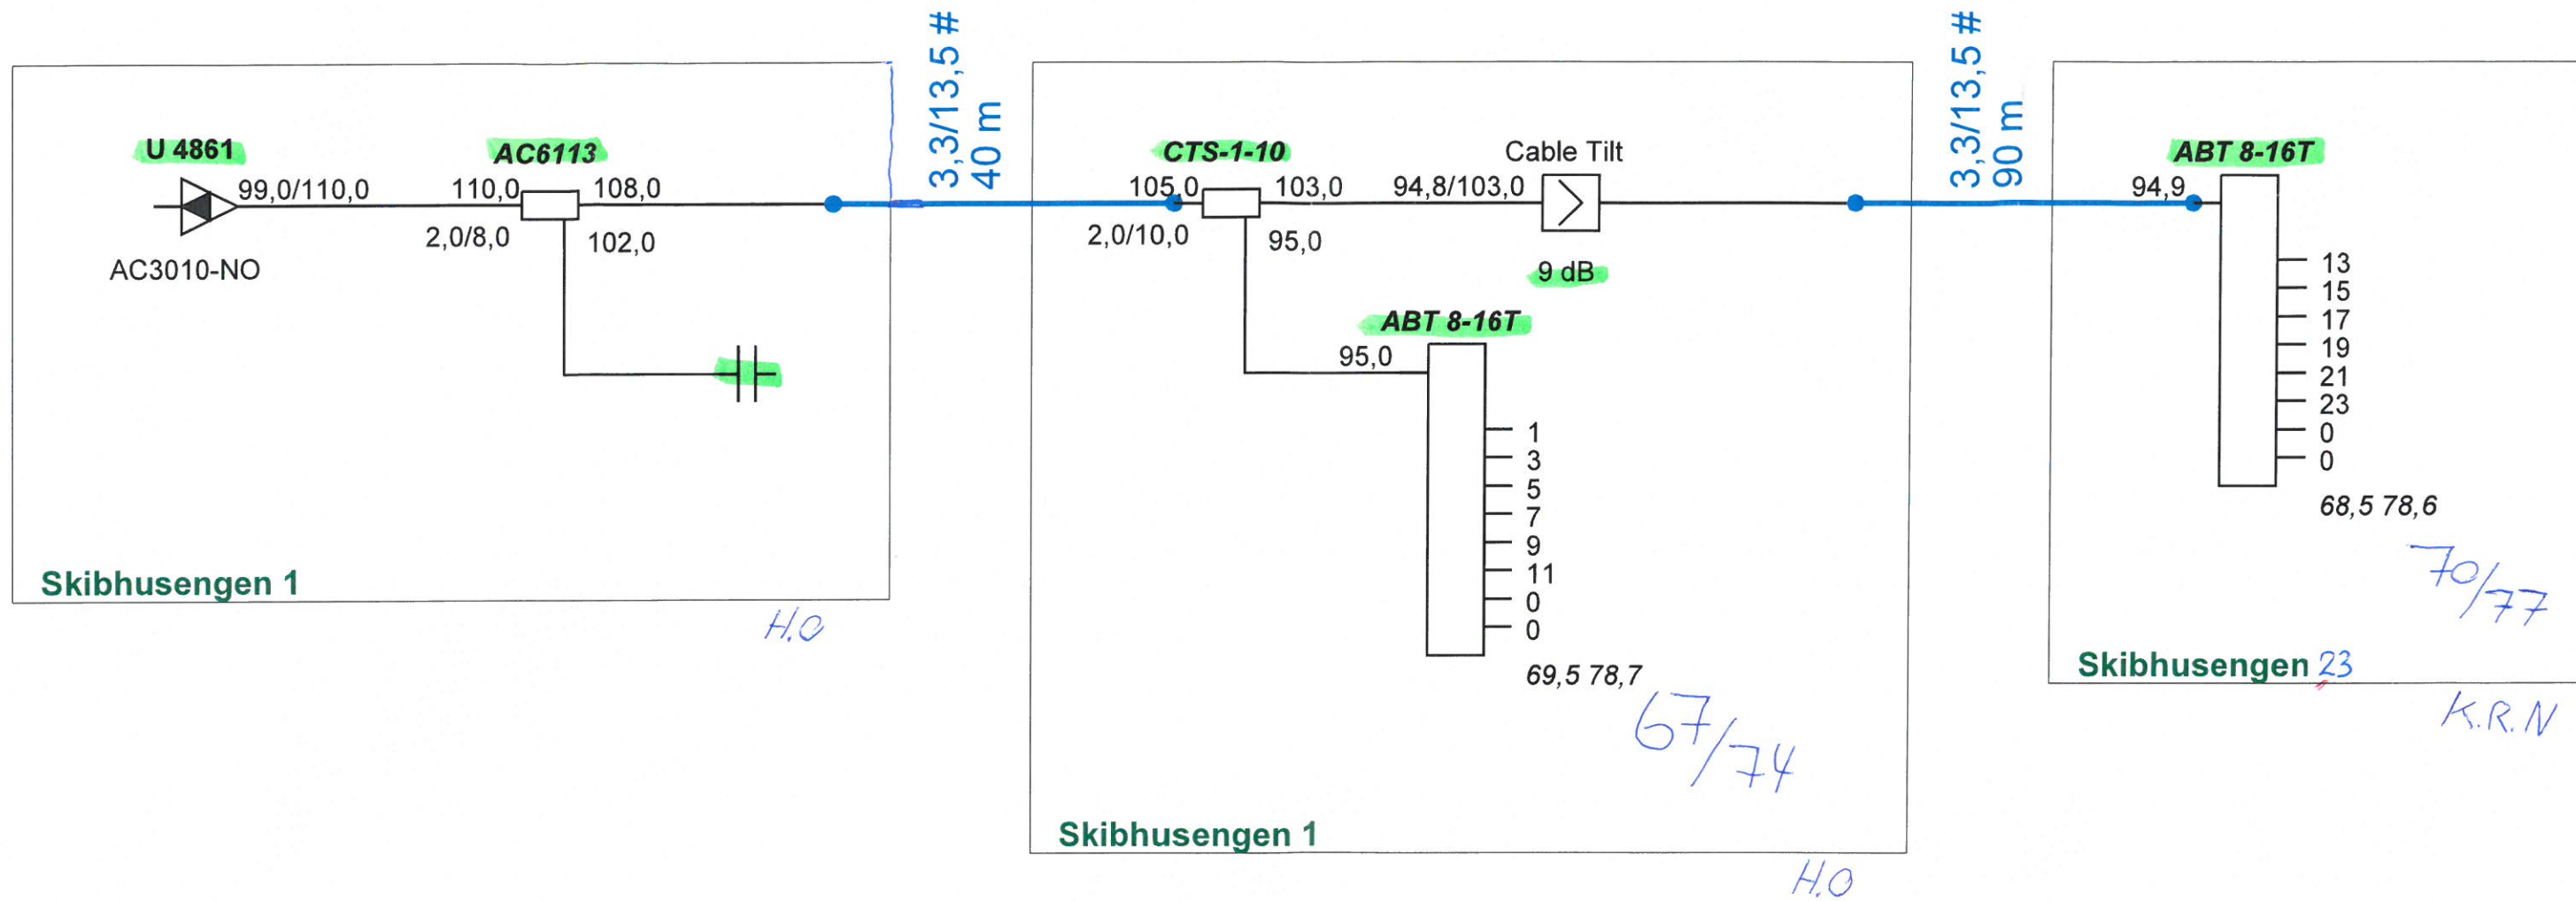 U 4861
99,0/110,0
AC3010-NO
AC6113
110,0
108,0
2,0/8,0
102,0
Skibhusengen 1
H.O
3,3/13,5 #
40 m
CTS-1-10
105,0
103,0
2,0/10,0
95,0
Cable Tilt
94,8/103,0
9 dB
ABT 8-16T
95,0
1
3
5
7
9
11
0
0
69,5 78,7
67/74
Skibhusengen 1
H.O
3,3/13,5 #
90 m
ABT 8-16T
94,9
13
15
17
19
21
23
0
0
68,5 78,6
70/77
Skibhusengen 23
K.R.N